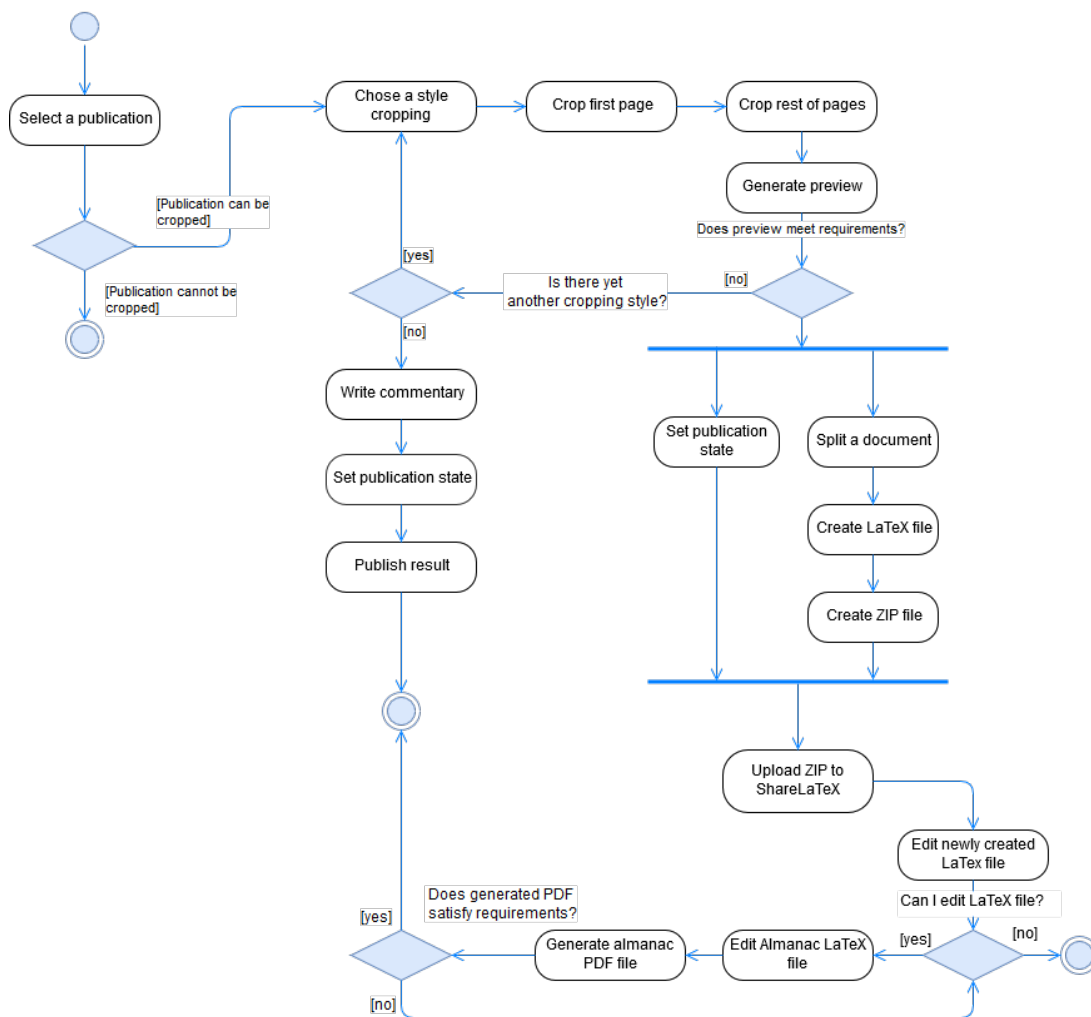 Select a publication
[Publication can be
cropped]
[Publication cannot be
cropped]
Chose a style
cropping
Crop first page
Crop rest of pages
Generate preview
Does preview meet requirements?
[no]
Is there yet
another cropping style?
[yes]
[no]
Write commentary
Set publication state
Publish result
Set publication
state
Split a document
Create LaTeX file
Create ZIP file
Upload ZIP to
ShareLaTeX
Edit newly created
LaTex file
Can I edit LaTeX file?
[no]
[yes]
Edit Almanac LaTeX
file
Generate almanac
PDF file
Does generated PDF
satisfy requirements?
[yes]
[no]